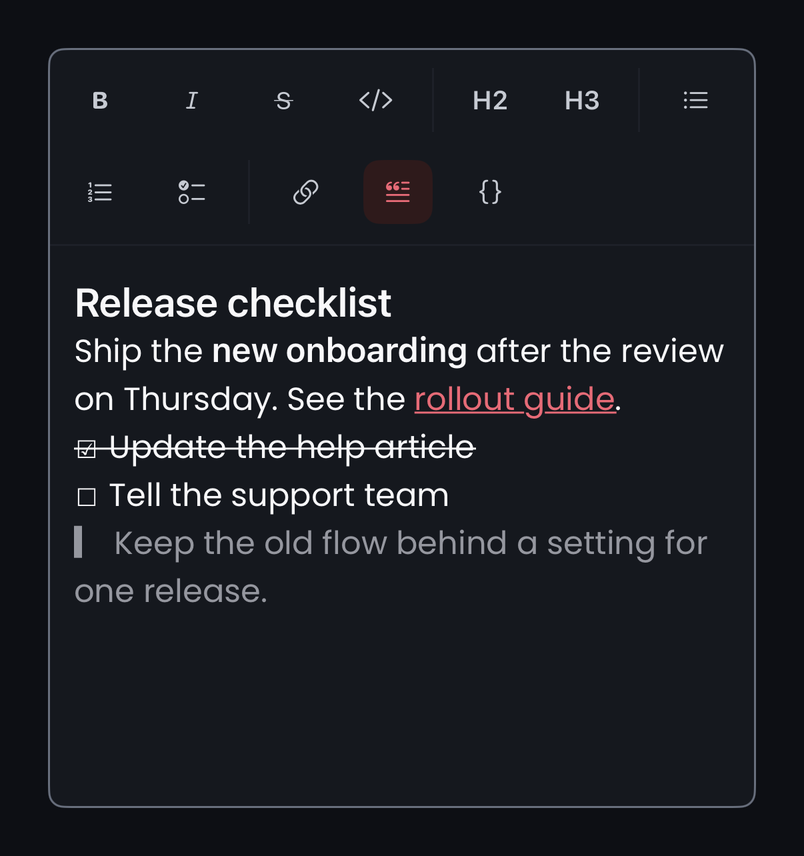 B I S </> H2 H3
{}
Release checklist
Ship the new onboarding after the review
on Thursday. See the rollout guide.
☑ Update the help article
☐ Tell the support team
Keep the old flow behind a setting for
one release.